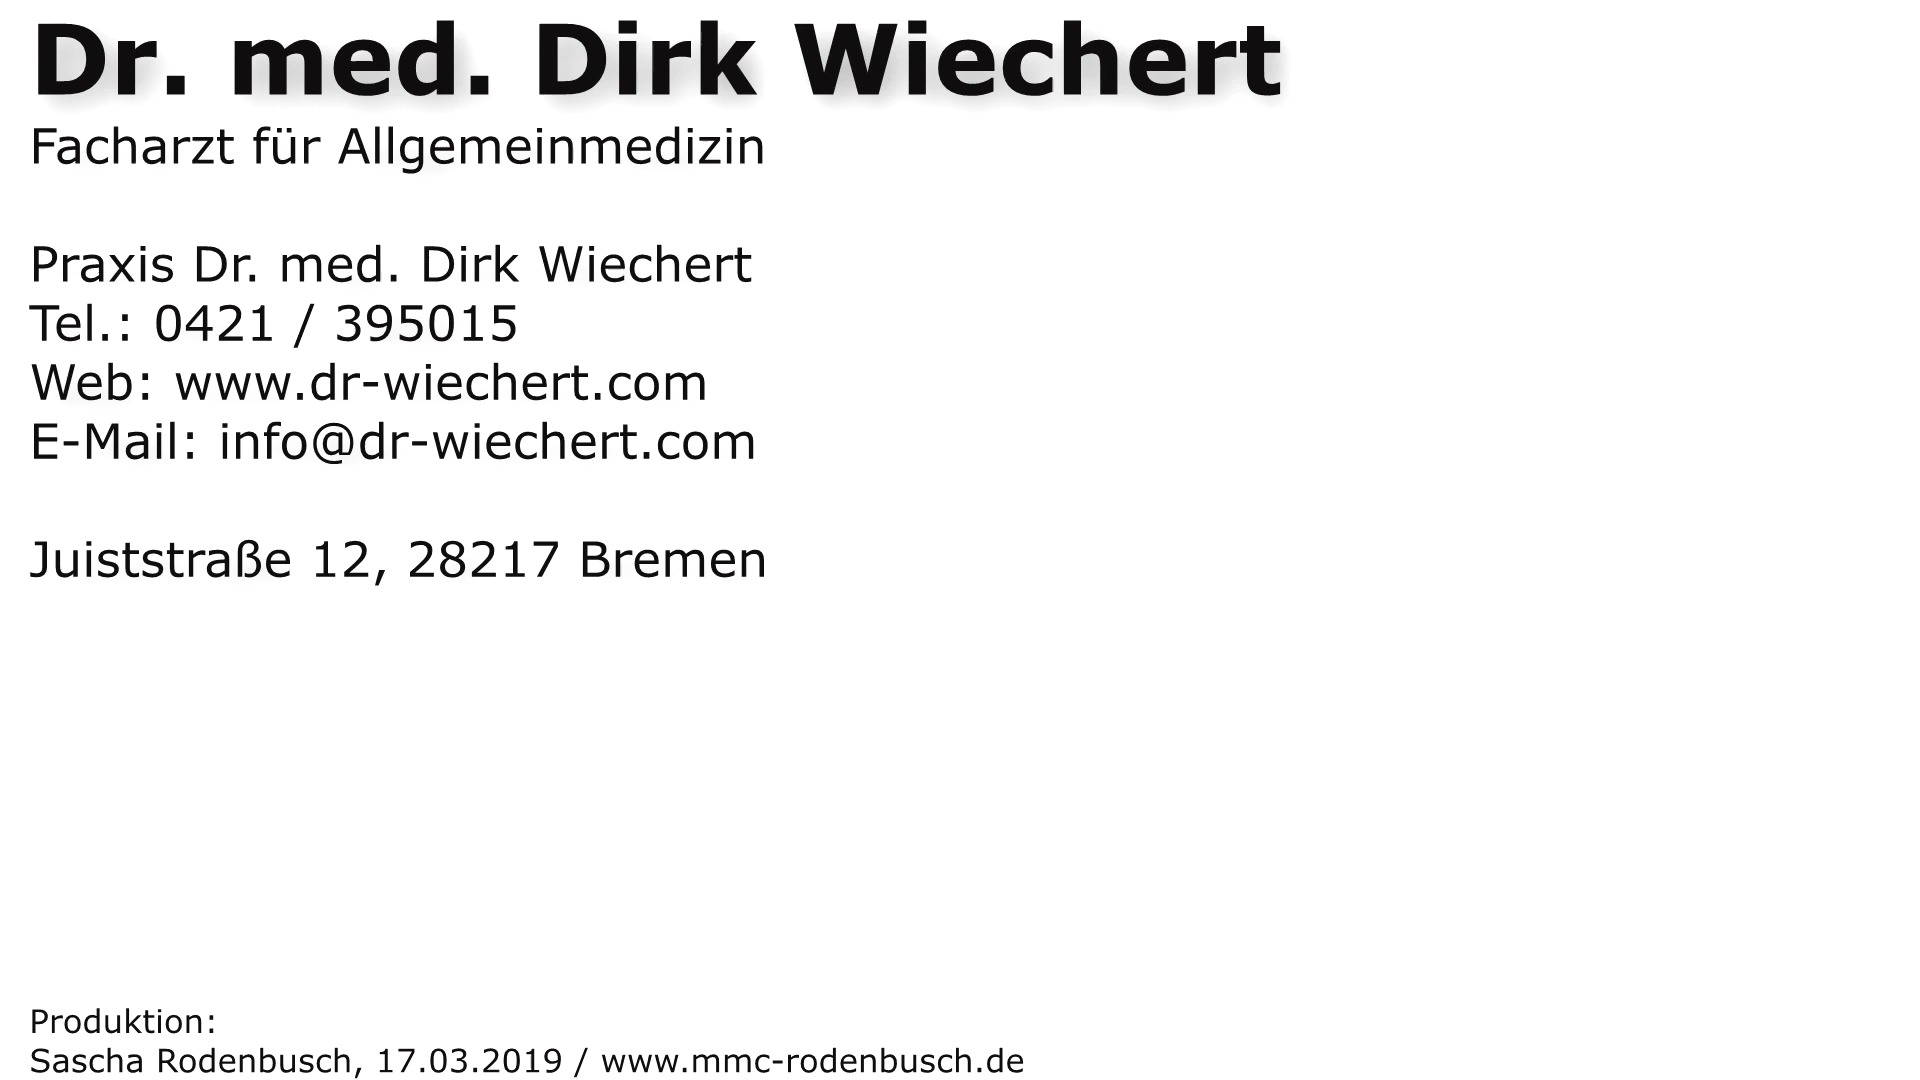 Dr. med. Dirk Wiechert
Facharzt für Allgemeinmedizin
Praxis Dr. med. Dirk Wiechert
Tel.: 0421 / 395015
Web: www.dr-wiechert.com
E-Mail: info@dr-wiechert.com
Juiststraße 12, 28217 Bremen
Produktion:
Sascha Rodenbusch, 17.03.2019 / www.mmc-rodenbusch.de